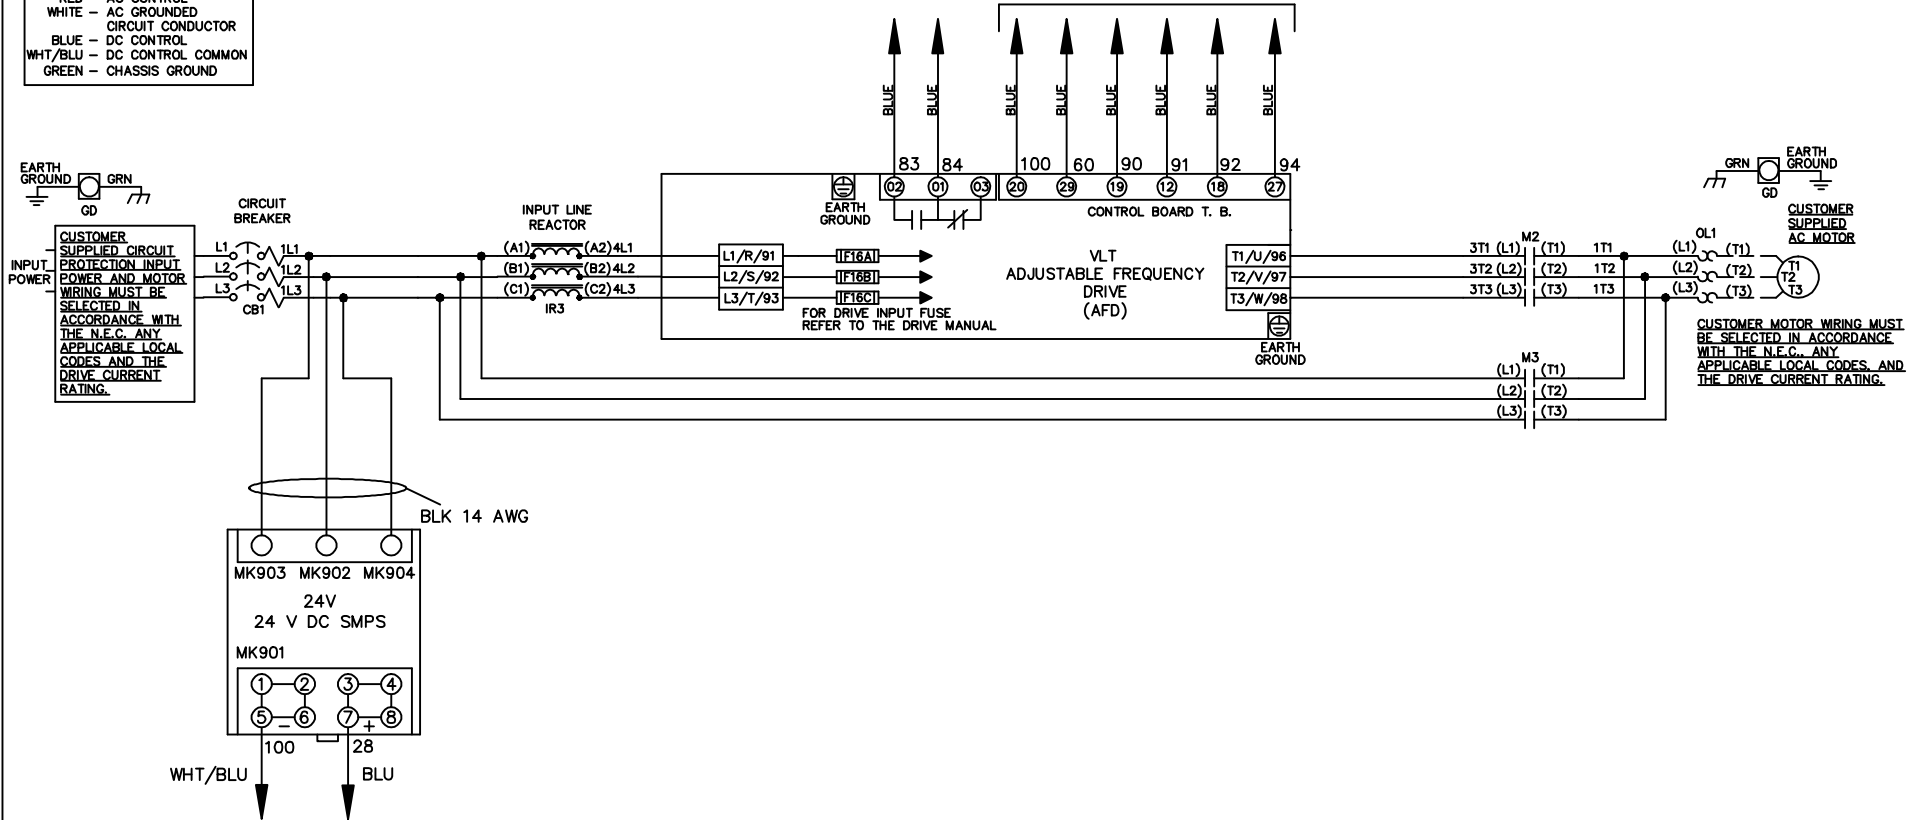 WHITE – AC GROUNDED
CIRCUIT CONDUCTOR
BLUE – DC CONTROL
WHT/BLU – DC CONTROL COMMON
GREEN – CHASSIS GROUND
BLUE BLUE BLUE BLUE BLUE BLUE BLUE BLUE
83 84 100 60 90 91 92 94
02 01 03 20 29 19 12 18 27
EARTH
GROUND
CONTROL BOARD T. B.
EARTH
GROUND
GRN
GD
CIRCUIT
BREAKER
INPUT LINE
REACTOR
GRN
EARTH
GROUND
GD
INPUT
POWER
CUSTOMER
SUPPLIED CIRCUIT
PROTECTION INPUT
POWER AND MOTOR
WIRING MUST BE
SELECTED IN
ACCORDANCE WITH
THE N.E.C. ANY
APPLICABLE LOCAL
CODES AND THE
DRIVE CURRENT
RATING.
L1 1L1
L2 1L2
L3 1L3
CB1
(A1) (A2) 4L1
(B1) (B2) 4L2
(C1) (C2) 4L3
IR3
L1/R/91
L2/S/92
L3/T/93
F16A
F16B
F16C
FOR DRIVE INPUT FUSE
REFER TO THE DRIVE MANUAL
VLT
ADJUSTABLE FREQUENCY
DRIVE
(AFD)
T1/U/96
T2/V/97
T3/W/98
EARTH
GROUND
M2
3T1 (L1) (T1) 1T1
3T2 (L2) (T2) 1T2
3T3 (L3) (T3) 1T3
OL1
(L1) (T1)
(L2) (T2)
(L3) (T3)
CUSTOMER
SUPPLIED
AC MOTOR
T1
T2
T3
CUSTOMER MOTOR WIRING MUST
BE SELECTED IN ACCORDANCE
WITH THE N.E.C., ANY
APPLICABLE LOCAL CODES, AND
THE DRIVE CURRENT RATING.
M3
(L1) (T1)
(L2) (T2)
(L3) (T3)
BLK 14 AWG
MK903 MK902 MK904
24V
24 V DC SMPS
MK901
1 2 3 4
5 – 6 7 + 8
100 28
WHT/BLU BLU